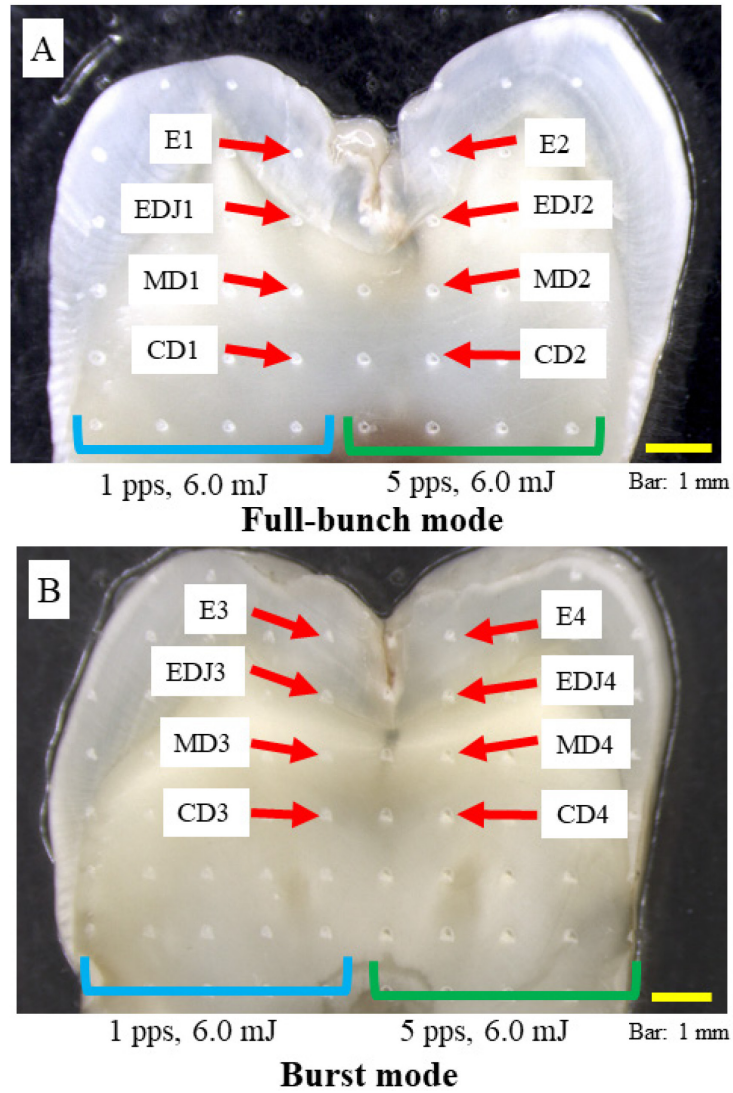 A
E1
E2
EDJ1
EDJ2
MD1
MD2
CD1
CD2
1 pps, 6.0 mJ
5 pps, 6.0 mJ
Bar: 1 mm
Full-bunch mode
B
E3
E4
EDJ3
EDJ4
MD3
MD4
CD3
CD4
1 pps, 6.0 mJ
5 pps, 6.0 mJ
Bar: 1 mm
Burst mode